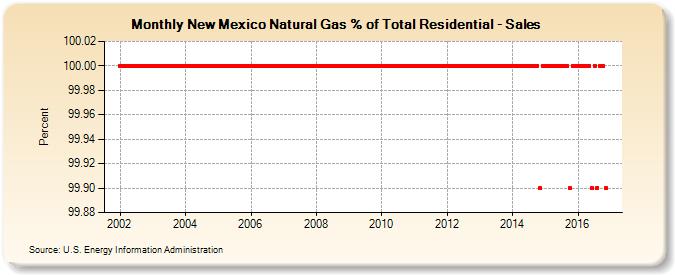 Monthly New Mexico Natural Gas % of Total Residential - Sales
100.02
100.00
99.98
99.96
99.94
99.92
99.90
99.88
Percent
2002 2004 2006 2008 2010 2012 2014 2016
Source: U.S. Energy Information Administration